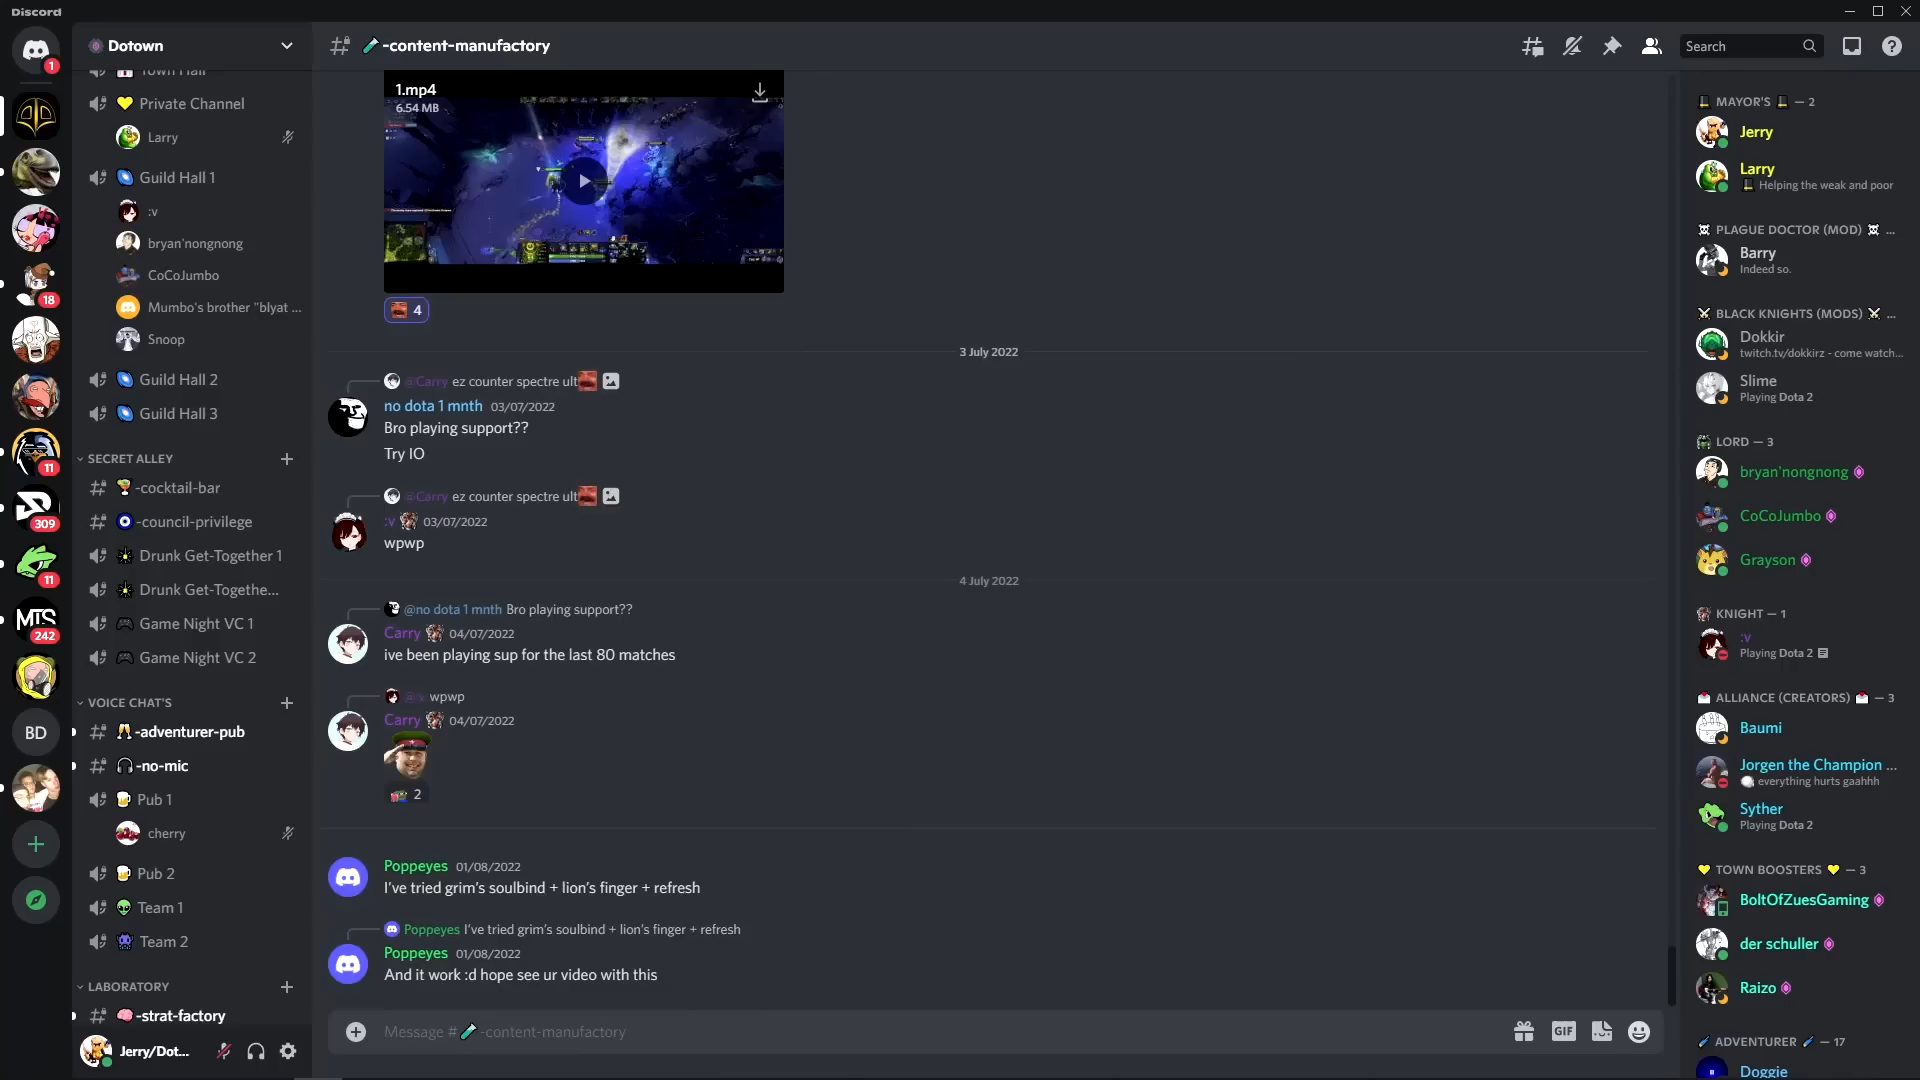 Discord
1
18
11
309
11
MTS
242
BD
Dotown
Town Hall
Private Channel
Larry
Guild Hall 1
:v
bryan'nongnong
CoCoJumbo
Mumbo's brother "blyat ...
Snoop
Guild Hall 2
Guild Hall 3
SECRET ALLEY
-cocktail-bar
-council-privilege
Drunk Get-Together 1
Drunk Get-Togethe...
Game Night VC 1
Game Night VC 2
VOICE CHAT'S
-adventurer-pub
-no-mic
Pub 1
cherry
Pub 2
Team 1
Team 2
LABORATORY
-strat-factory
Jerry/Dot...
-content-manufactory
Search
1.mp4
6.54 MB
4
3 July 2022
@Carry ez counter spectre ult
no dota 1 mnth 03/07/2022
Bro playing support??
Try IO
@Carry ez counter spectre ult
:v 03/07/2022
wpwp
4 July 2022
@no dota 1 mnth Bro playing support??
Carry 04/07/2022
ive been playing sup for the last 80 matches
@:v wpwp
Carry 04/07/2022
2
Poppeyes 01/08/2022
I've tried grim's soulbind + lion's finger + refresh
Poppeyes I've tried grim's soulbind + lion's finger + refresh
Poppeyes 01/08/2022
And it work :d hope see ur video with this
Message # -content-manufactory
GIF
MAYOR'S — 2
Jerry
Larry
Helping the weak and poor
PLAGUE DOCTOR (MOD) ...
Barry
Indeed so.
BLACK KNIGHTS (MODS) ...
Dokkir
twitch.tv/dokkirz - come watch...
Slime
Playing Dota 2
LORD — 3
bryan'nongnong
CoCoJumbo
Grayson
KNIGHT — 1
:v
Playing Dota 2
ALLIANCE (CREATORS) — 3
Baumi
Jorgen the Champion ...
everything hurts gaahhh
Syther
Playing Dota 2
TOWN BOOSTERS — 3
BoltOfZuesGaming
der schuller
Raizo
ADVENTURER — 17
Doggie